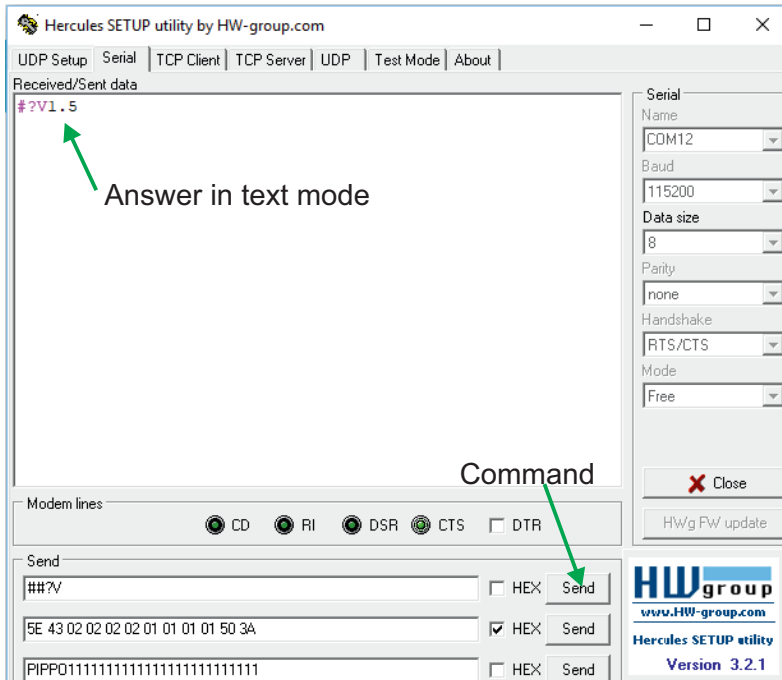 Hercules SETUP utility by HW-group.com
UDP Setup Serial TCP Client TCP Server UDP Test Mode About
Received/Sent data
#?V1.5
Answer in text mode
Serial
Name
COM12
Baud
115200
Data size
8
Parity
none
Handshake
RTS/CTS
Mode
Free
Command
Close
HWg FW update
Modem lines
CD RI DSR CTS DTR
Send
##?V HEX Send
5E 43 02 02 02 02 01 01 01 01 50 3A HEX Send
PIPPO1111111111111111111111111 HEX Send
HWgroup
www.HW-group.com
Hercules SETUP utility
Version 3.2.1